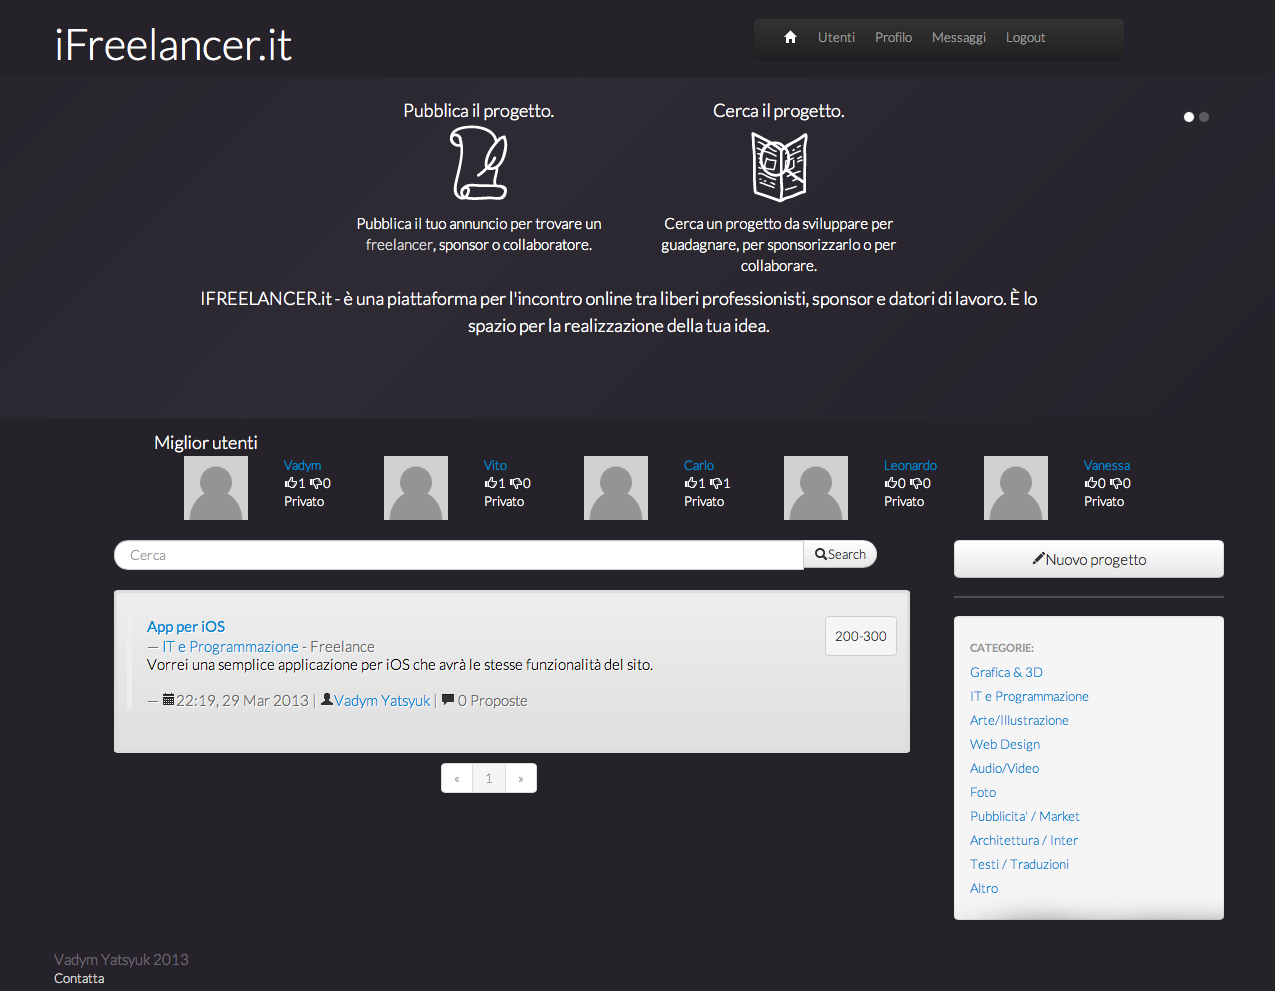 iFreelancer.it
Utenti Profilo Messaggi Logout
Pubblica il progetto.
Pubblica il tuo annuncio per trovare un
freelancer, sponsor o collaboratore.
Cerca il progetto.
Cerca un progetto da sviluppare per
guadagnare, per sponsorizzarlo o per
collaborare.
IFREELANCER.it - è una piattaforma per l'incontro online tra liberi professionisti, sponsor e datori di lavoro. È lo
spazio per la realizzazione della tua idea.
Miglior utenti
Vadym
1 0
Privato
Vito
1 0
Privato
Carlo
1 1
Privato
Leonardo
0 0
Privato
Vanessa
0 0
Privato
Cerca
Search
Nuovo progetto
App per iOS
200-300
— IT e Programmazione - Freelance
Vorrei una semplice applicazione per iOS che avrà le stesse funzionalità del sito.
— 22:19, 29 Mar 2013 | Vadym Yatsyuk | 0 Proposte
« 1 »
CATEGORIE:
Grafica & 3D
IT e Programmazione
Arte/Illustrazione
Web Design
Audio/Video
Foto
Pubblicita' / Market
Architettura / Inter
Testi / Traduzioni
Altro
Vadym Yatsyuk 2013
Contatta